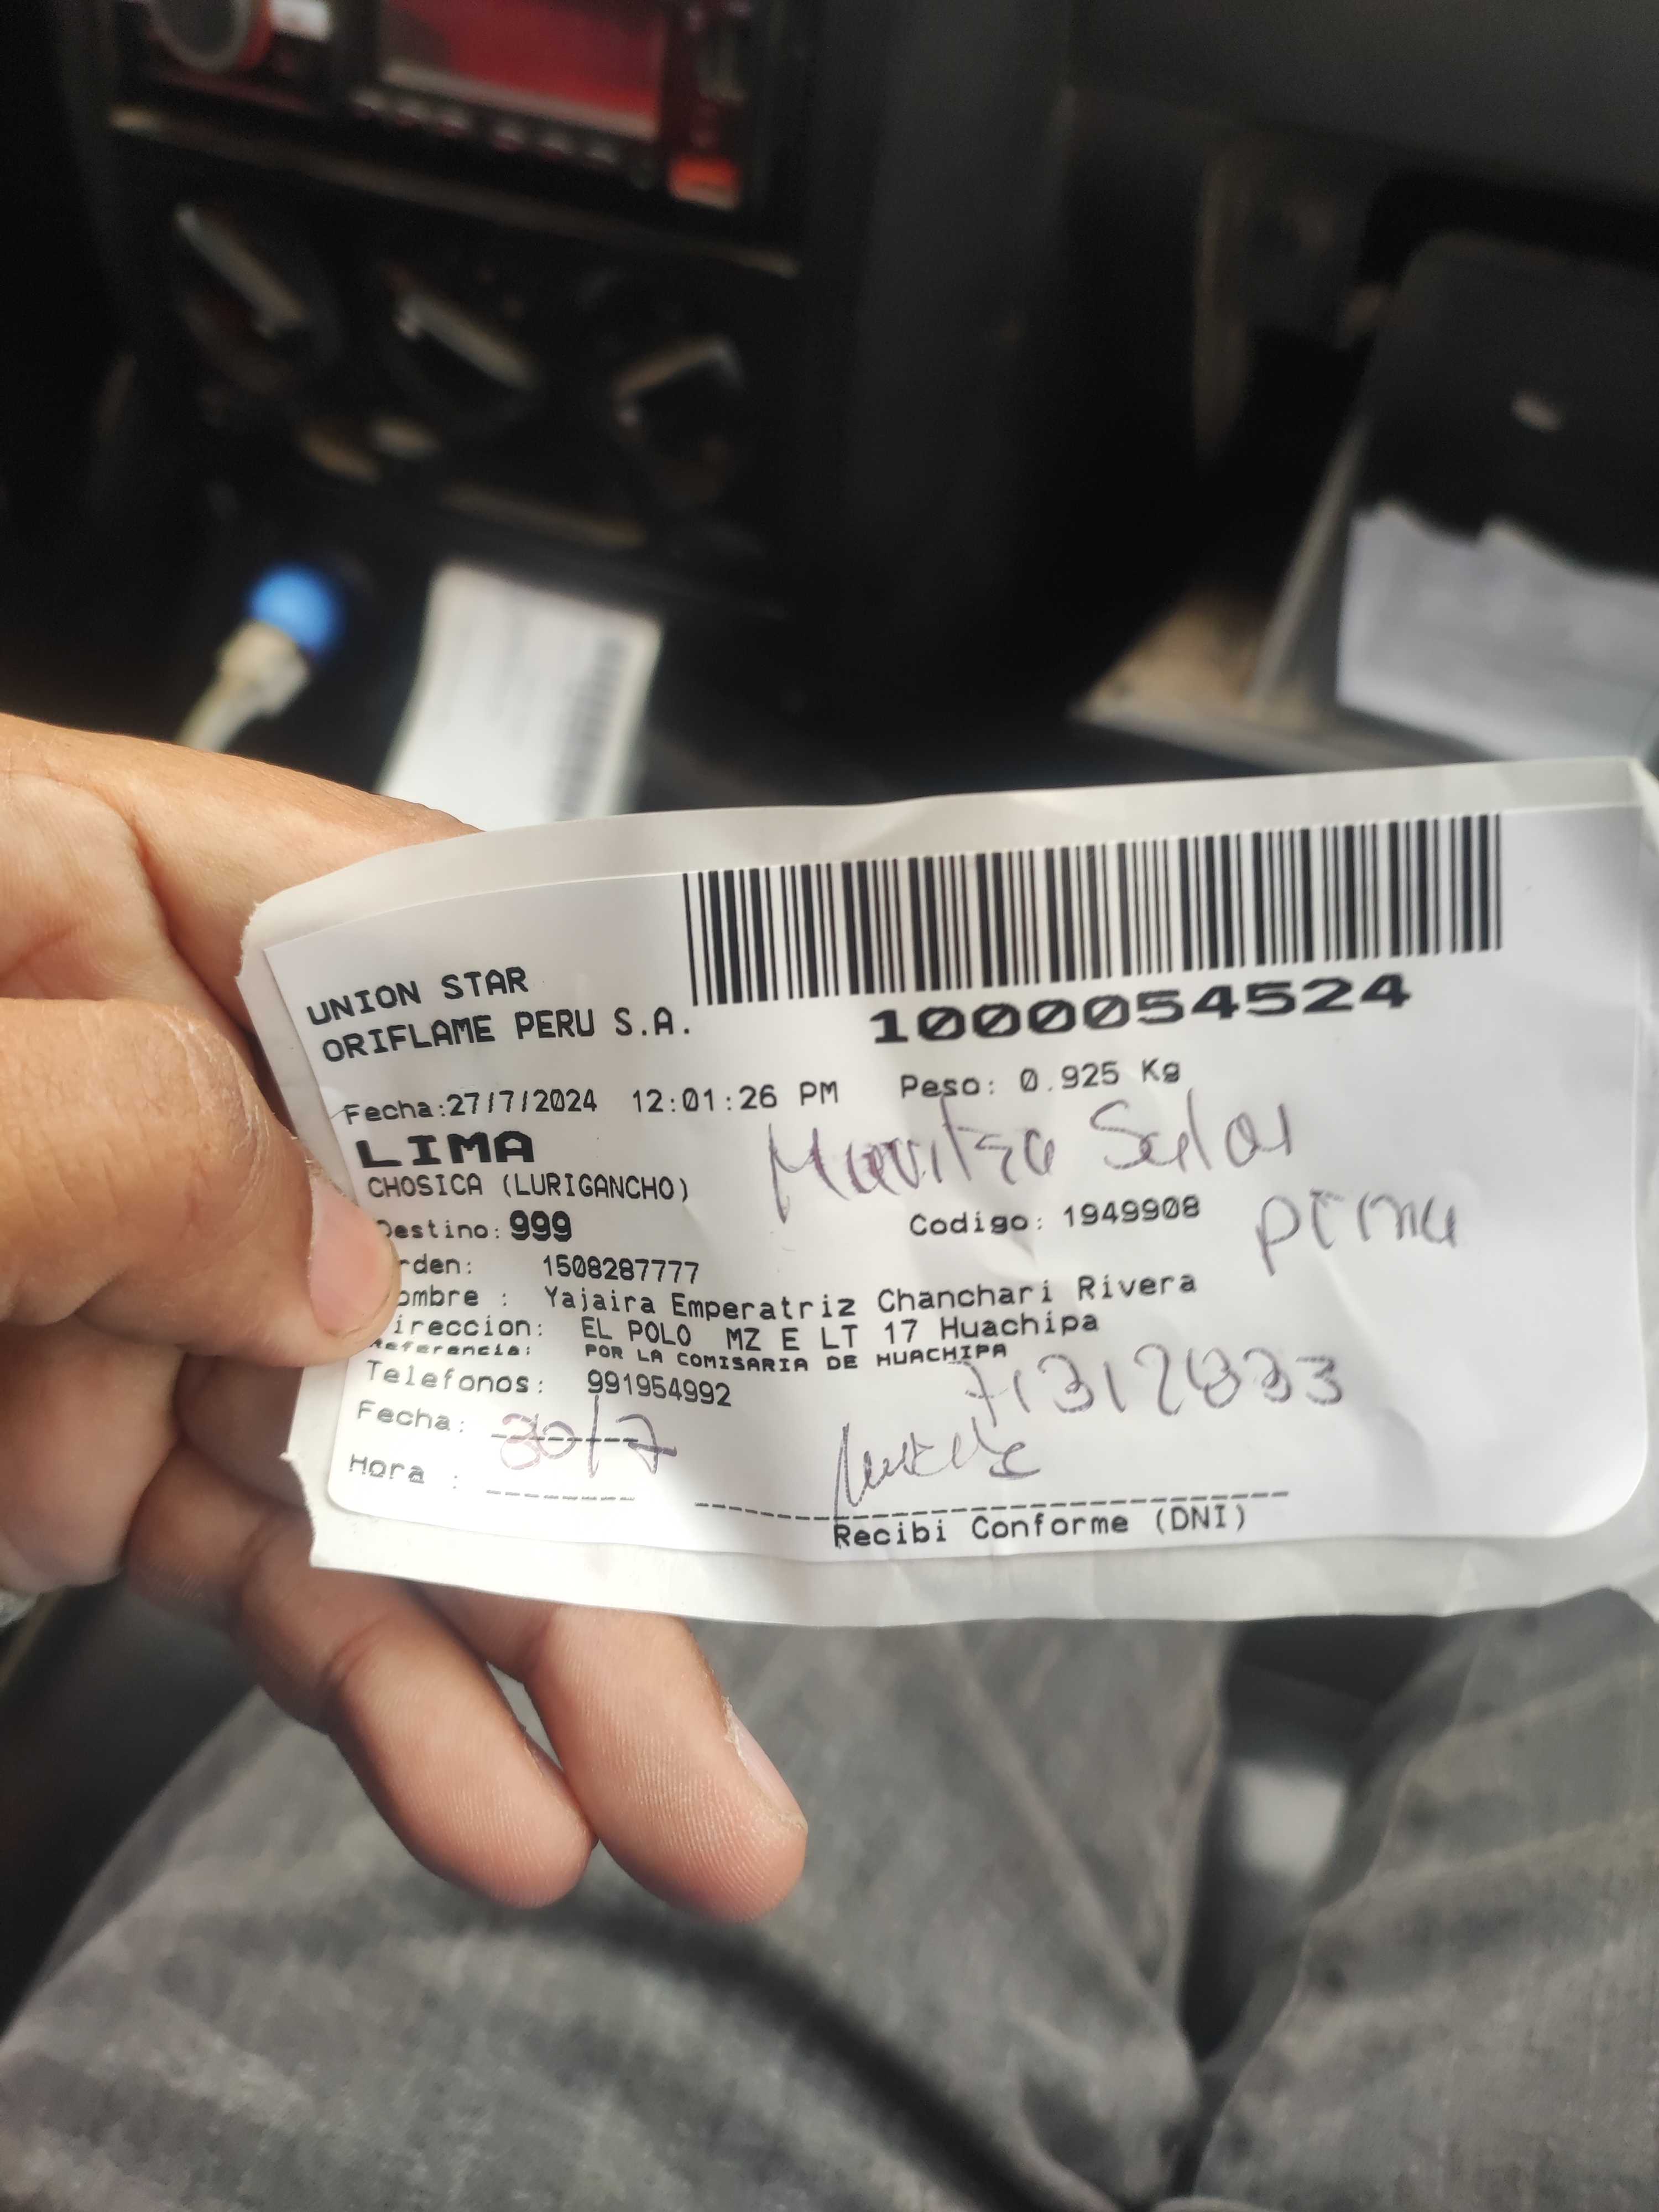 UNION STAR
ORIFLAME PERU S.A.
1000054524
Fecha:27/7/2024 12:01:26 PM Peso: 0.925 Kg
LIMA
CHOSICA (LURIGANCHO)
Destino: 999 Codigo: 1949908
rden: 1508287777
ombre : Yajaira Emperatriz Chanchari Rivera
ireccion: EL POLO MZ E LT 17 Huachipa
Referencia: POR LA COMISARIA DE HUACHIPA
Telefonos: 991954992
Fecha: 30/7
Hora :
Recibi Conforme (DNI)